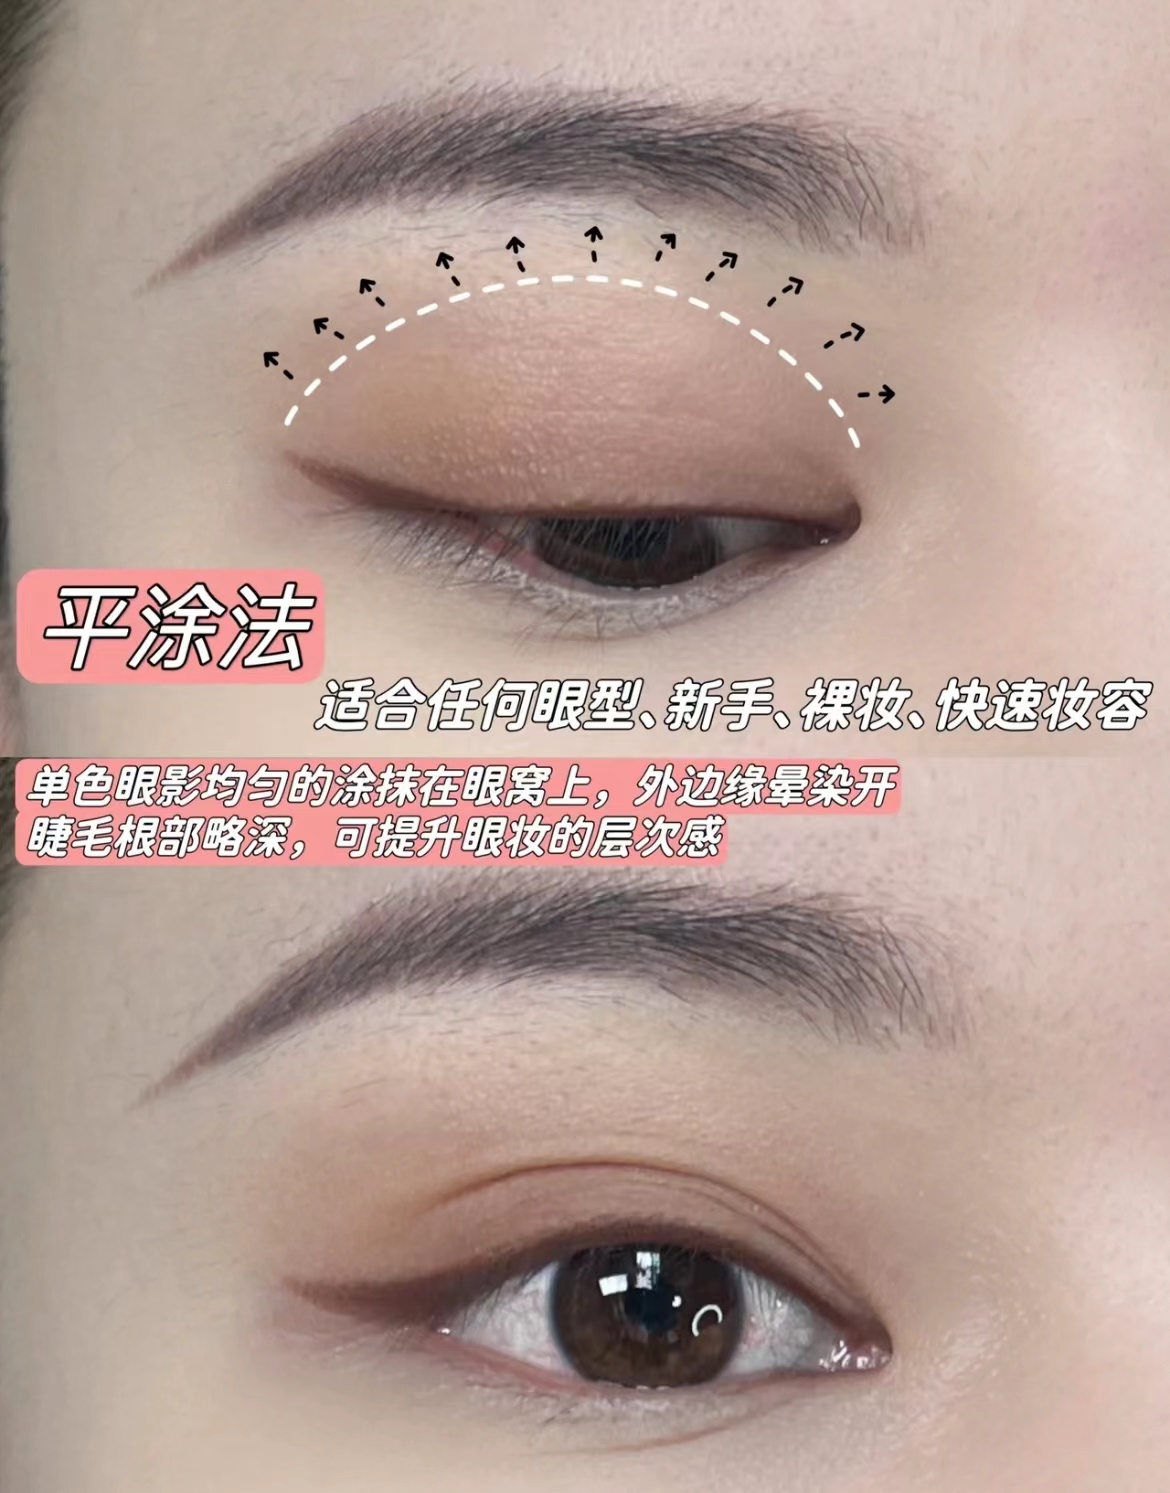 平涂法
适合任何眼型、新手、裸妆、快速妆容
单色眼影均匀的涂抹在眼窝上，外边缘晕染开
睫毛根部略深，可提升眼妆的层次感